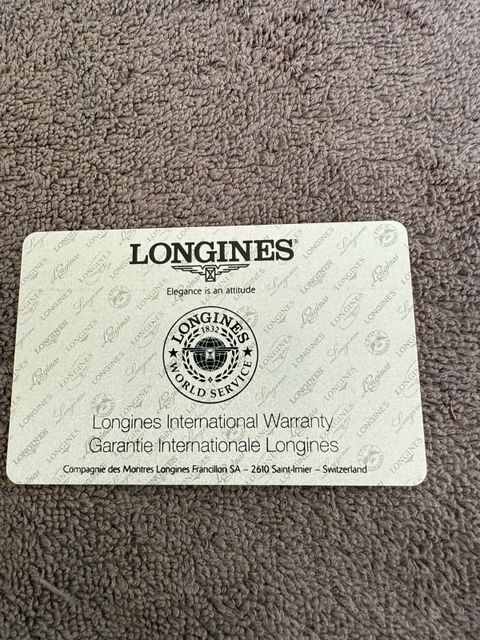 LONGINES®
Elegance is an attitude
LONGINES
1832
WORLD SERVICE
Longines International Warranty
Garantie Internationale Longines
Compagnie des Montres Longines Francillon SA – 2610 Saint-Imier – Switzerland